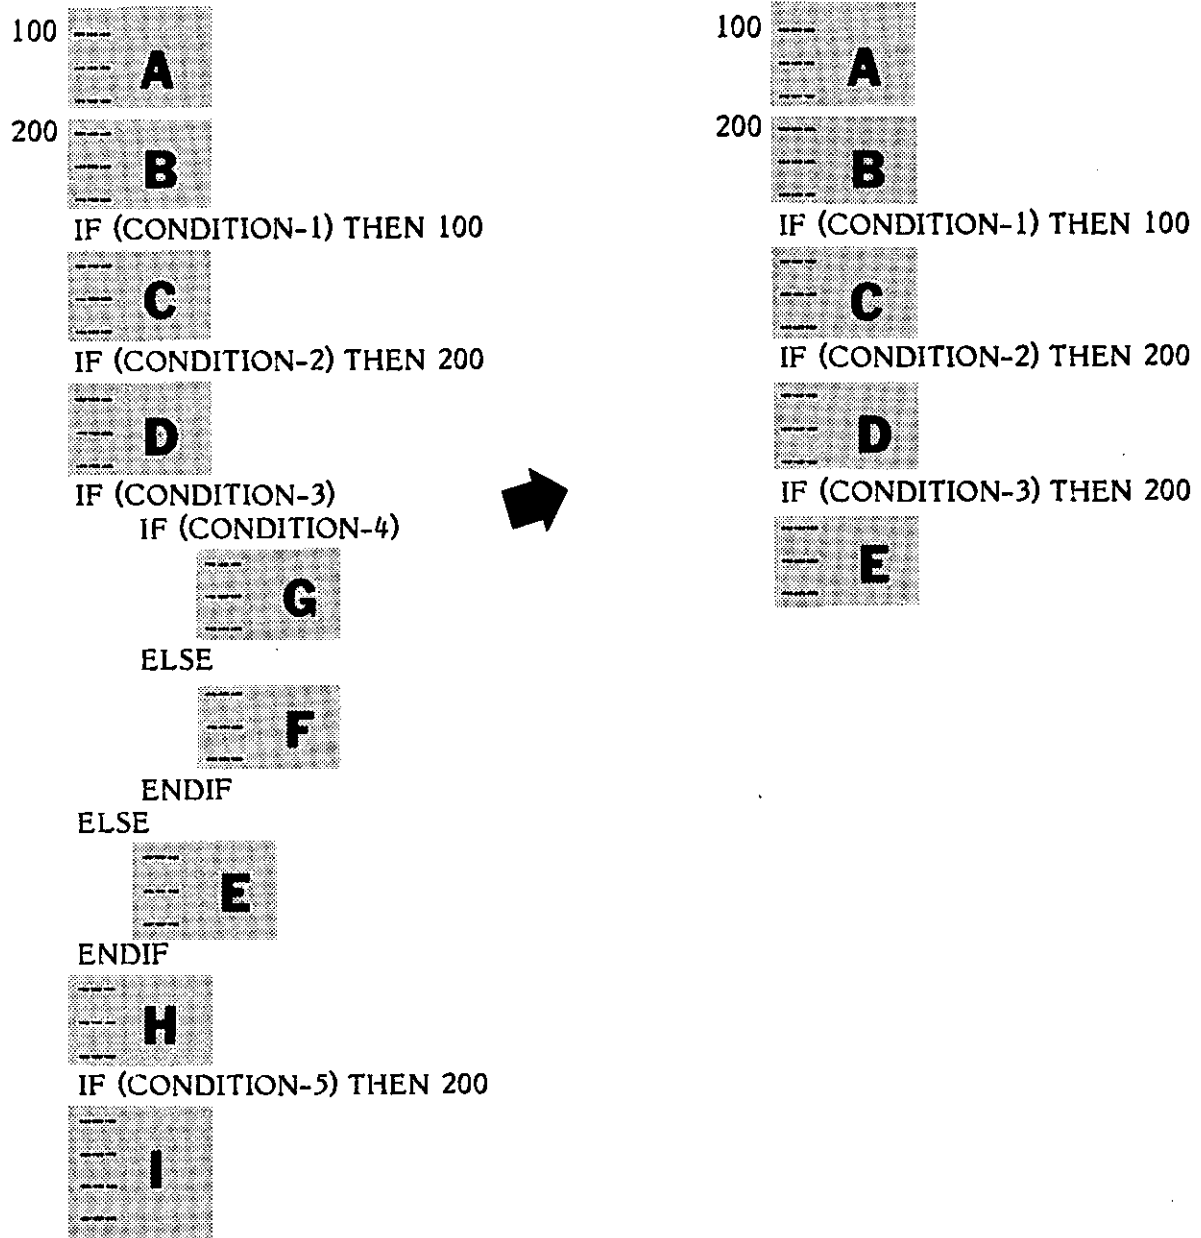 100
---
--- A
---
200
---
--- B
---
IF (CONDITION-1) THEN 100
---
--- C
---
IF (CONDITION-2) THEN 200
---
--- D
---
IF (CONDITION-3)
IF (CONDITION-4)
---
--- G
---
ELSE
---
--- F
---
ENDIF
ELSE
---
--- E
---
ENDIF
---
--- H
---
IF (CONDITION-5) THEN 200
---
---
--- I
---
100
---
--- A
---
200
---
--- B
---
IF (CONDITION-1) THEN 100
---
--- C
---
IF (CONDITION-2) THEN 200
---
--- D
---
IF (CONDITION-3) THEN 200
---
--- E
---